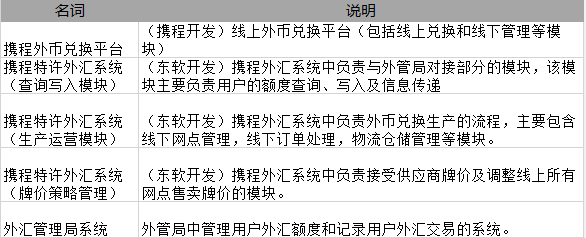 名词 说明
携程外币兑换平台 （携程开发）线上外币兑换平台（包括线上兑换和线下管理等模块）
携程特许外汇系统（查询写入模块） （东软开发）携程外汇系统中负责与外管局对接部分的模块，该模块主要负责用户的额度查询、写入及信息传递
携程特许外汇系统（生产运营模块） （东软开发）携程外汇系统中负责外币兑换生产的流程，主要包含线下网点管理，线下订单处理，物流仓储管理等模块。
携程特许外汇系统（牌价策略管理） （东软开发）携程外汇系统中负责接受供应商牌价及调整线上所有网点售卖牌价的模块。
外汇管理局系统 外管局中管理用户外汇额度和记录用户外汇交易的系统。